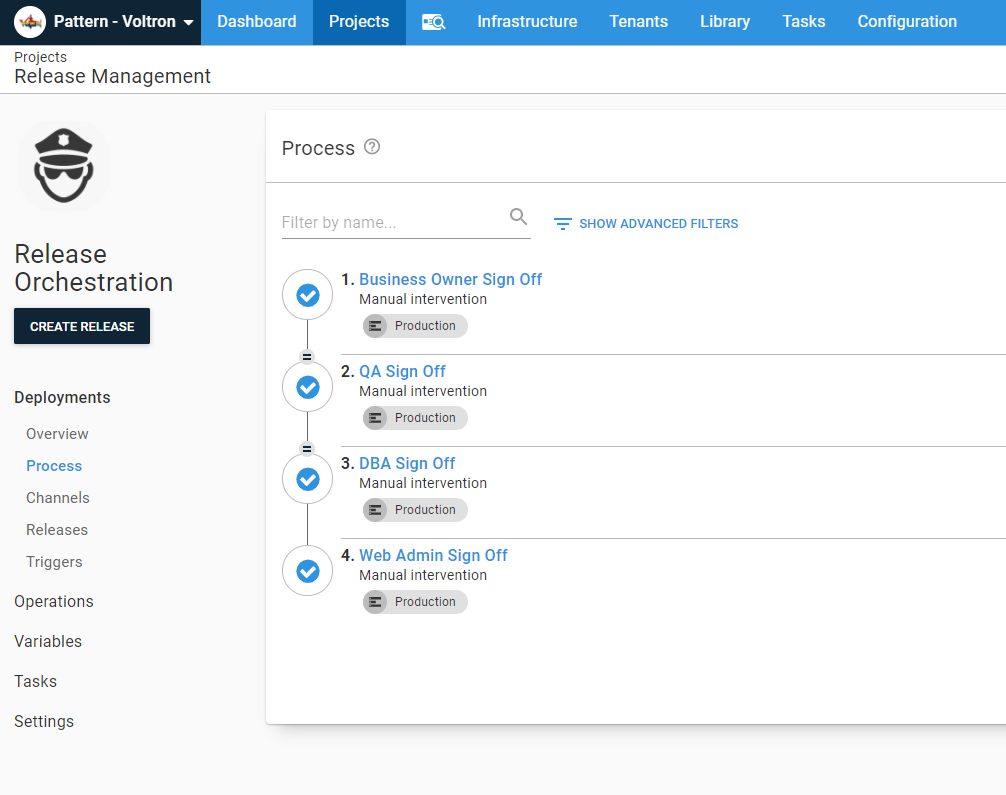 Pattern - Voltron Dashboard Projects Infrastructure Tenants Library Tasks Configuration
Projects
Release Management
Release
Orchestration
CREATE RELEASE
Deployments
Overview
Process
Channels
Releases
Triggers
Operations
Variables
Tasks
Settings
Process ?
Filter by name... SHOW ADVANCED FILTERS
1. Business Owner Sign Off
Manual intervention
Production
2. QA Sign Off
Manual intervention
Production
3. DBA Sign Off
Manual intervention
Production
4. Web Admin Sign Off
Manual intervention
Production